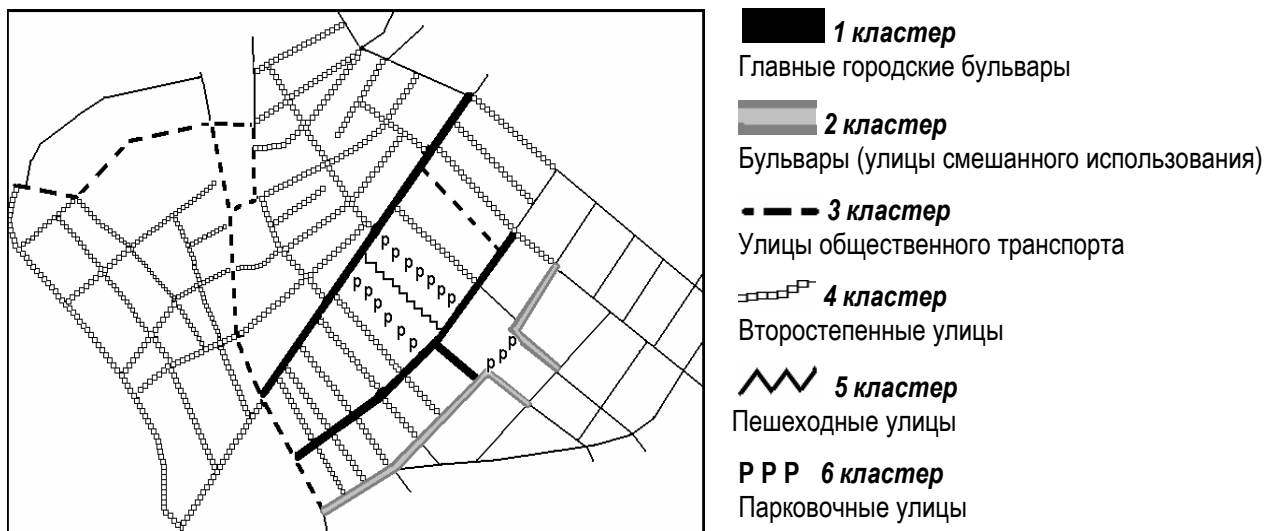 1 кластер
Главные городские бульвары
2 кластер
Бульвары (улицы смешанного использования)
3 кластер
Улицы общественного транспорта
4 кластер
Второстепенные улицы
5 кластер
Пешеходные улицы
Р Р Р 6 кластер
Парковочные улицы
p p p p p p
p p p p p
p p p